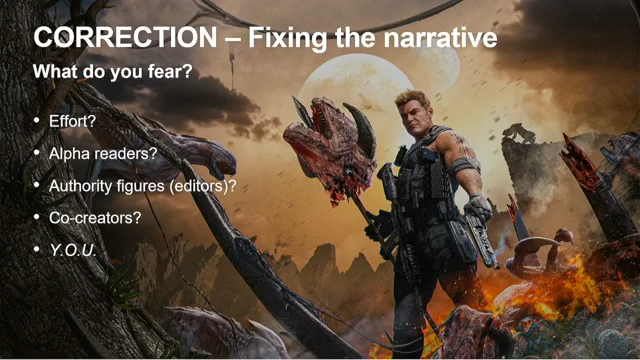 CORRECTION – Fixing the narrative
What do you fear?
• Effort?
• Alpha readers?
• Authority figures (editors)?
• Co-creators?
• Y.O.U.